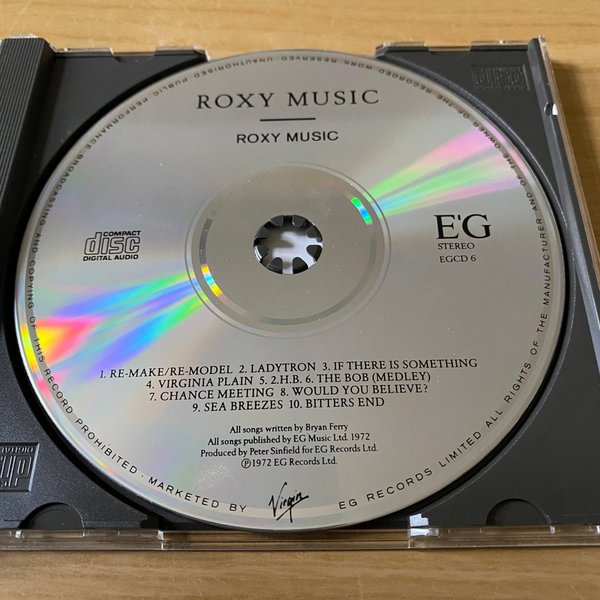 ROXY MUSIC
ROXY MUSIC
COMPACT
disc
DIGITAL AUDIO
E'G
STEREO
EGCD 6
1. RE-MAKE/RE-MODEL 2. LADYTRON 3. IF THERE IS SOMETHING
4. VIRGINIA PLAIN 5. 2.H.B. 6. THE BOB (MEDLEY)
7. CHANCE MEETING 8. WOULD YOU BELIEVE?
9. SEA BREEZES 10. BITTERS END
All songs written by Bryan Ferry
All songs published by EG Music Ltd. 1972
Produced by Peter Sinfield for EG Records Ltd.
Ⓟ1972 EG Records Ltd.
MARKETED BY Virgin EG RECORDS LIMITED ALL RIGHTS OF THE MANUFACTURER AND OF THE OWNER OF THE RECORDED WORK RESERVED UNAUTHORISED PUBLIC PERFORMANCE BROADCASTING AND COPYING OF THIS RECORD PROHIBITED.